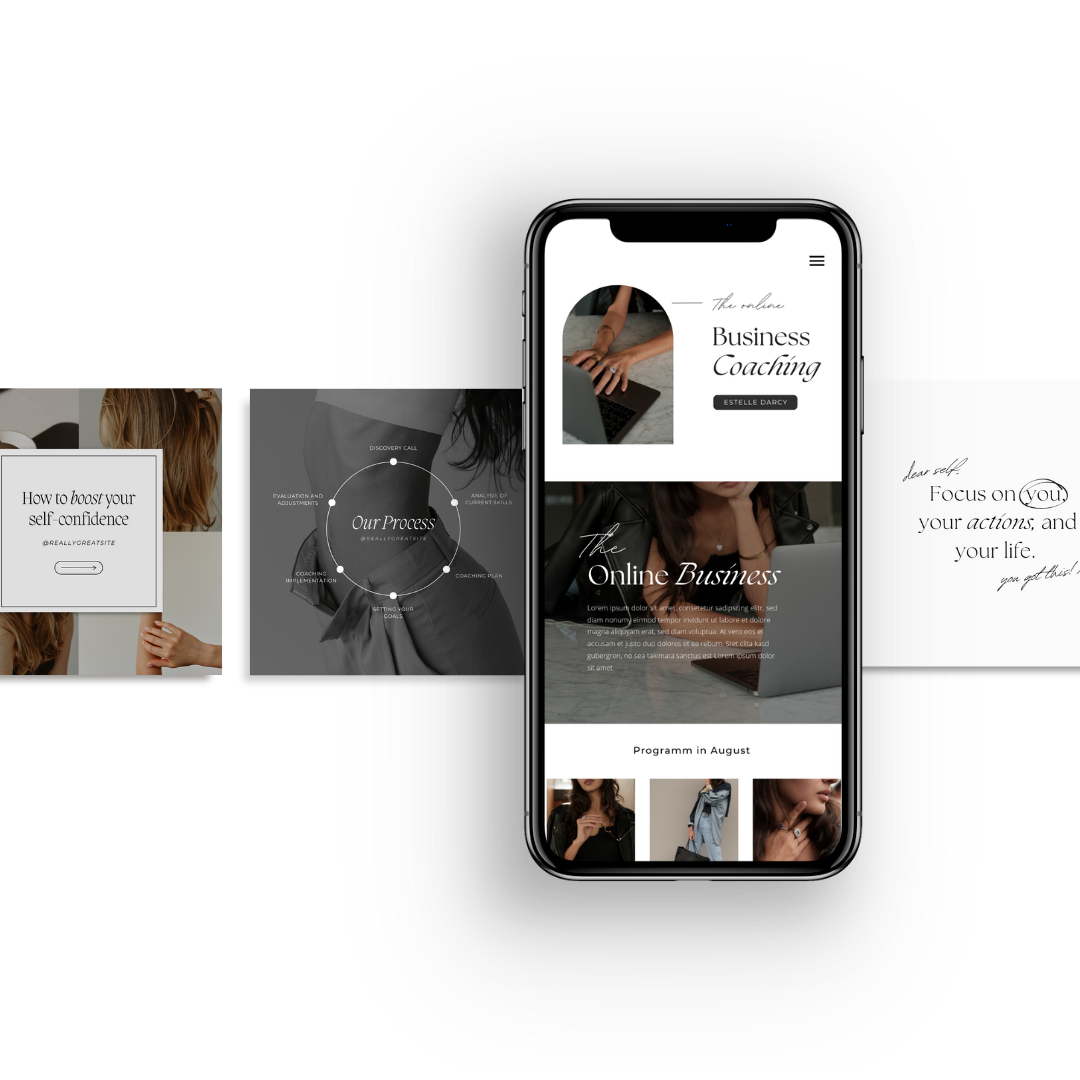 How to boost your
self-confidence
@REALLYGREATSITE
DISCOVERY CALL
EVALUATION AND
ADJUSTMENTS
ANALYSIS OF
CURRENT SKILLS
Our Process
@REALLYGREATSITE
COACHING
IMPLEMENTATION
COACHING PLAN
SETTING YOUR
GOALS
The online
Business
Coaching
ESTELLE DARCY
The
Online Business
Lorem ipsum dolor sit amet, consetetur sadipscing elitr, sed
diam nonumy eirmod tempor invidunt ut labore et dolore
magna aliquyam erat, sed diam voluptua. At vero eos et
accusam et justo duo dolores et ea rebum. Stet clita kasd
gubergren, no sea takimata sanctus est Lorem ipsum dolor
sit amet.
Programm in August
dear self,
Focus on you,
your actions, and
your life.
you got this!